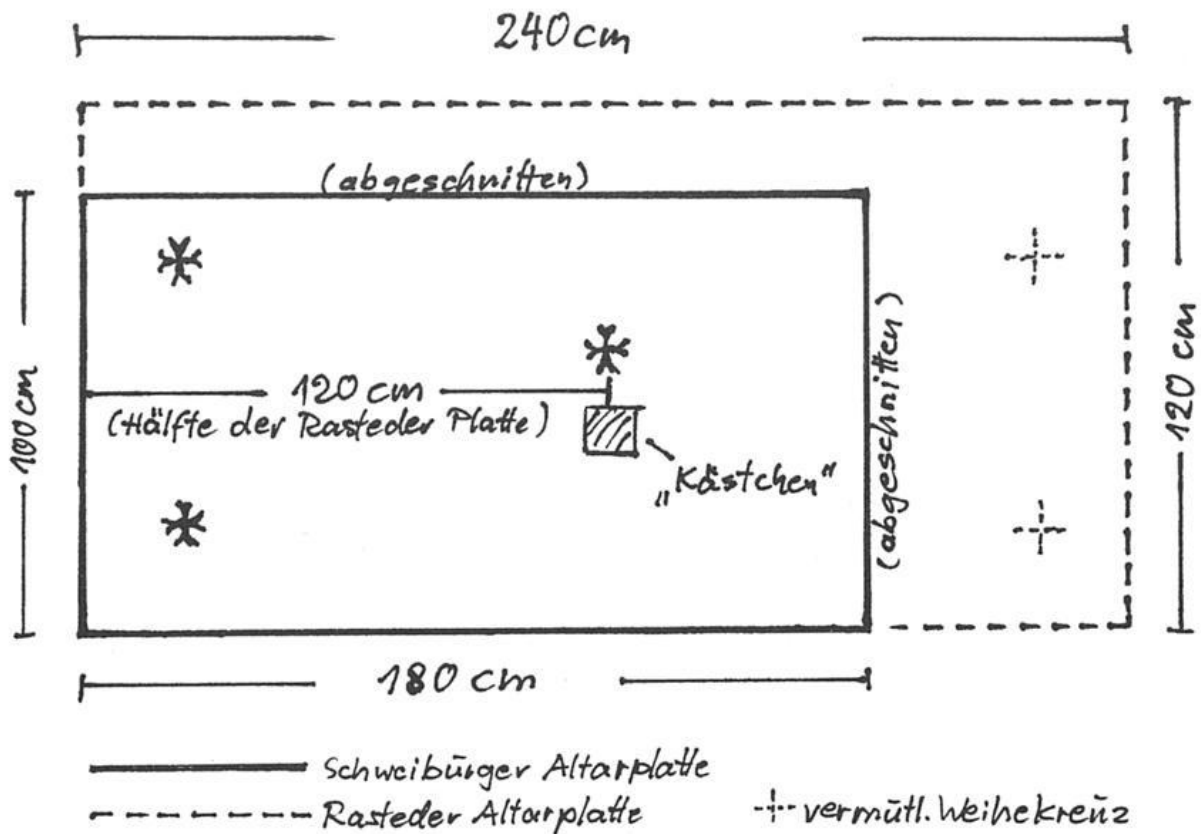 240 cm
(abgeschnitten)
100 cm
120 cm
(Hälfte der Rasteder Platte)
„Kästchen"
(abgeschnitten)
120 cm
180 cm
Schweibürger Altarplatte
Rasteder Altarplatte
vermütl. Weihekreuz